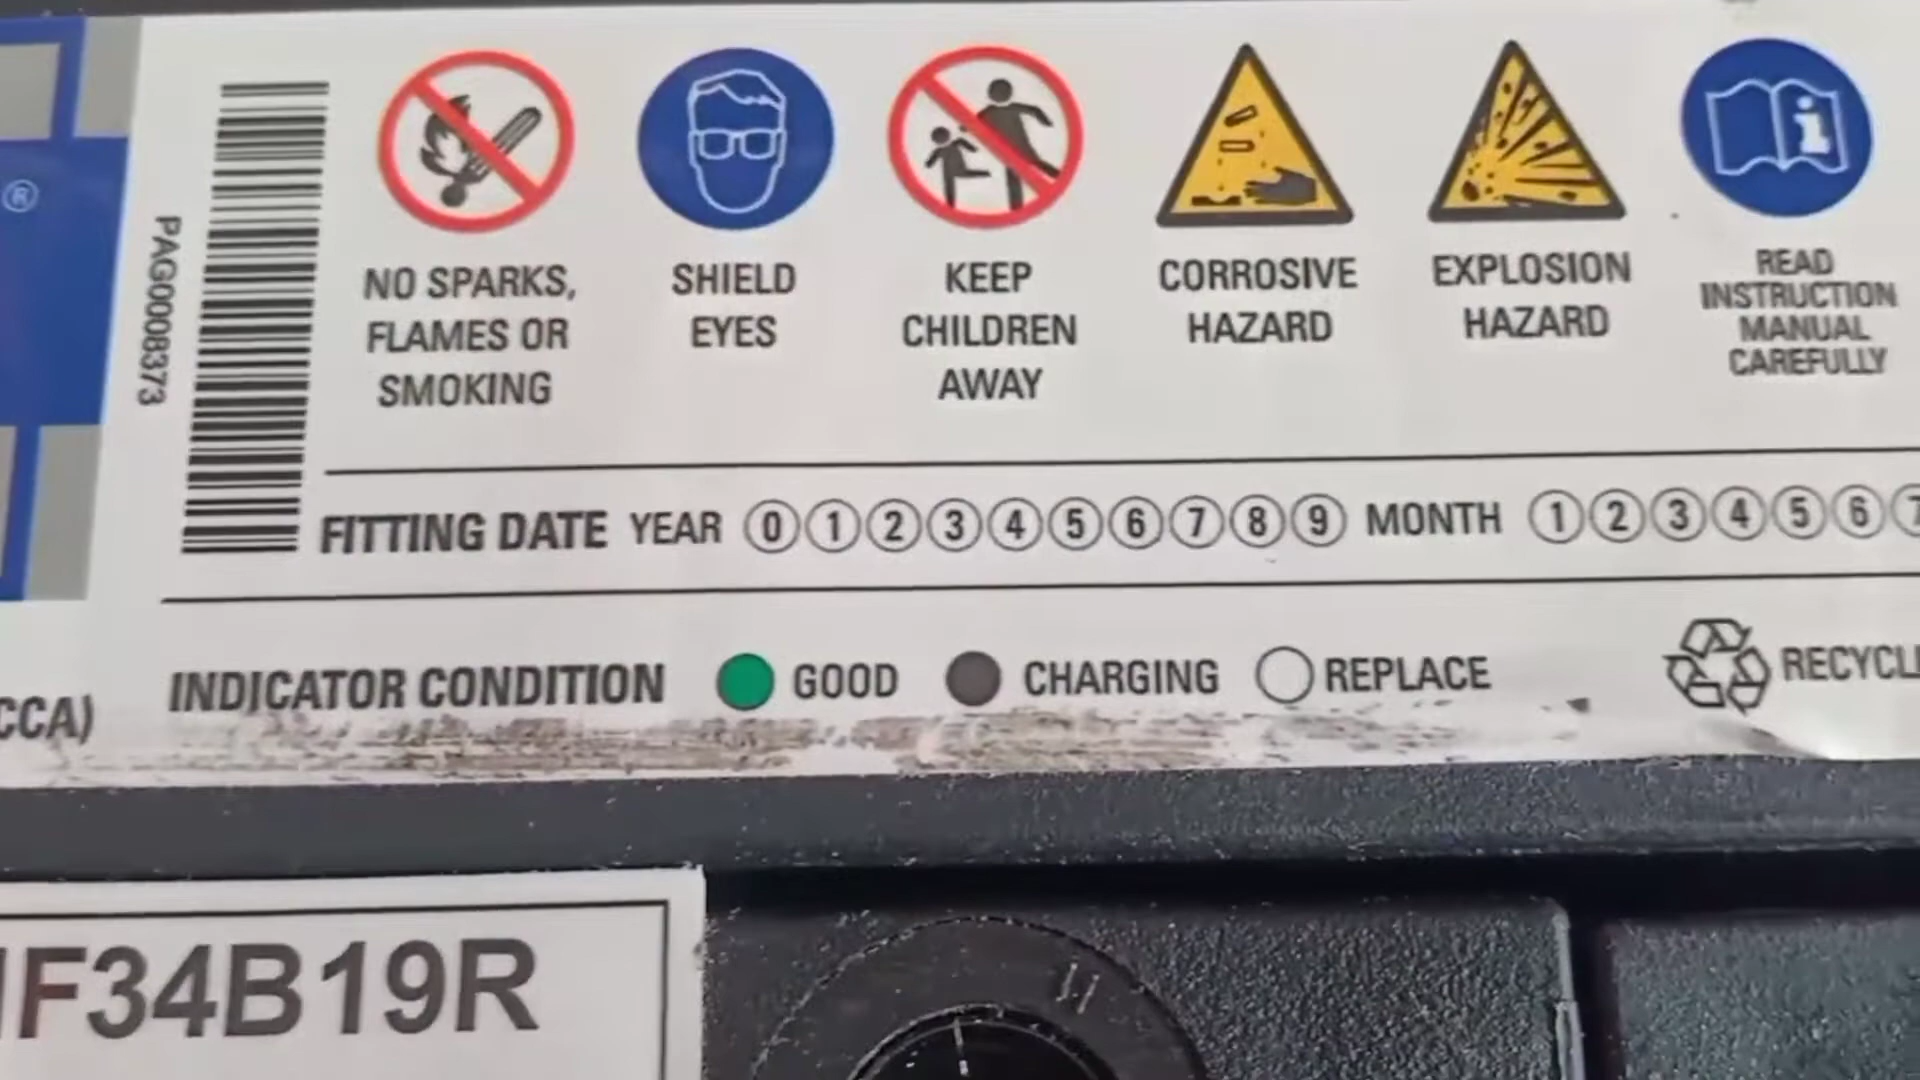 ®
PAG0008373
NO SPARKS,
FLAMES OR
SMOKING
SHIELD
EYES
KEEP
CHILDREN
AWAY
CORROSIVE
HAZARD
EXPLOSION
HAZARD
i
READ
INSTRUCTION
MANUAL
CAREFULLY
FITTING DATE YEAR 0 1 2 3 4 5 6 7 8 9 MONTH 1 2 3 4 5 6 7
INDICATOR CONDITION GOOD CHARGING REPLACE
CCA)
F34B19R